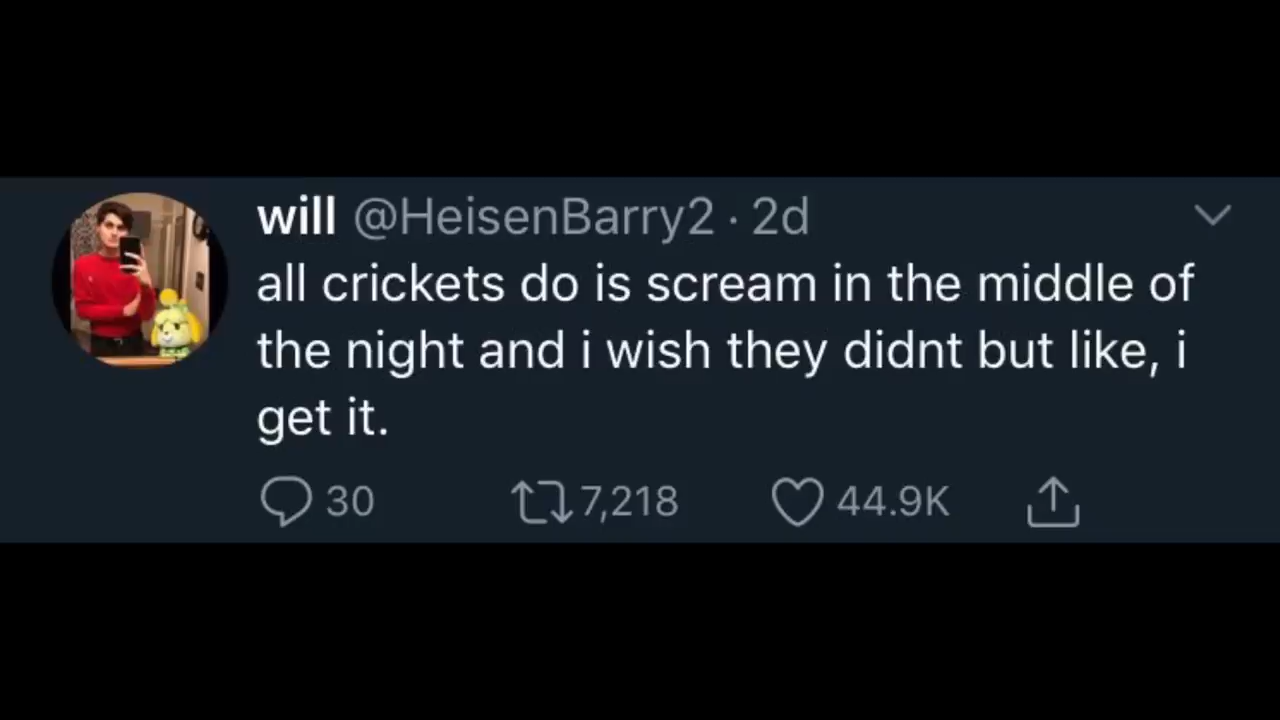 will @HeisenBarry2 · 2d
all crickets do is scream in the middle of
the night and i wish they didnt but like, i
get it.
30 7,218 44.9K